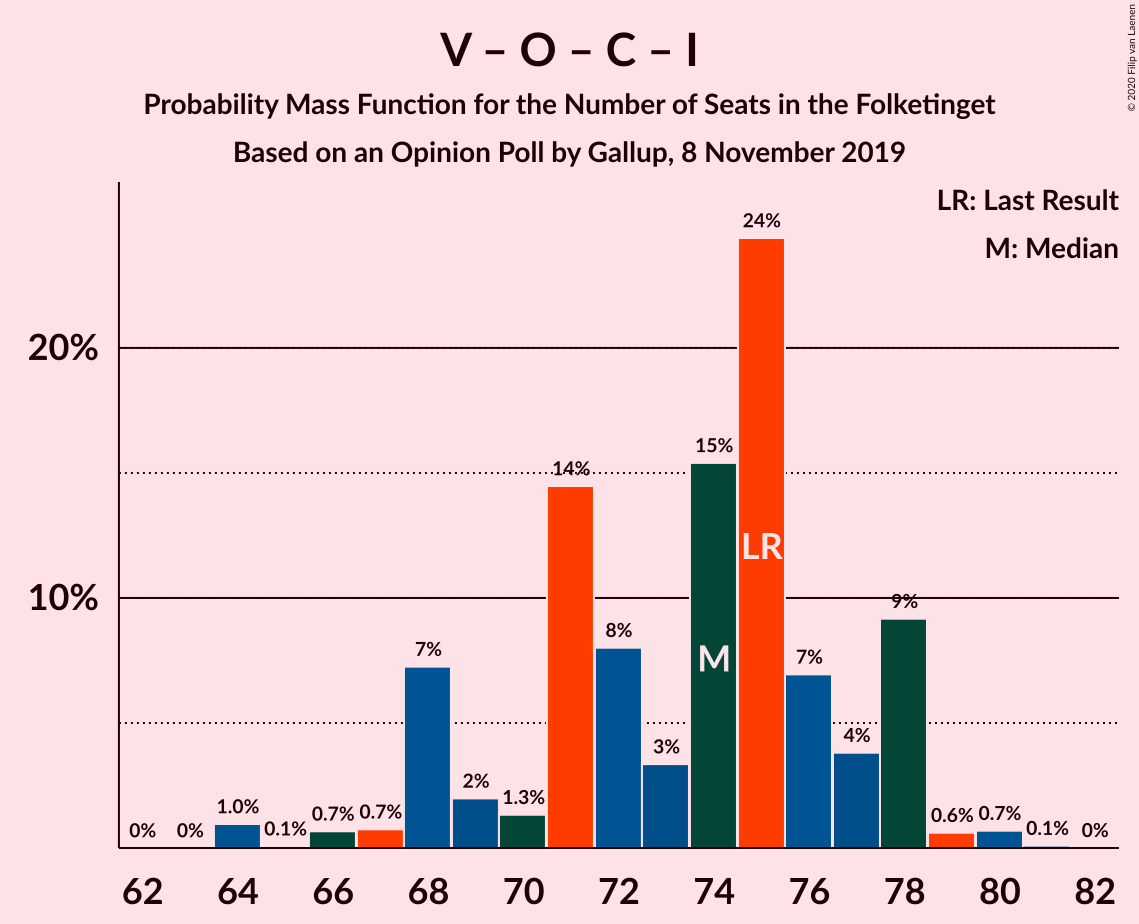 V – O – C – I
Probability Mass Function for the Number of Seats in the Folketinget
Based on an Opinion Poll by Gallup, 8 November 2019
© 2020 Filip van Laenen
LR: Last Result
M: Median
20%
10%
0%
0%
1.0%
0.1%
0.7%
0.7%
7%
2%
1.3%
14%
8%
3%
15%
24%
7%
4%
9%
0.6%
0.7%
0.1%
0%
LR
M
62 64 66 68 70 72 74 76 78 80 82